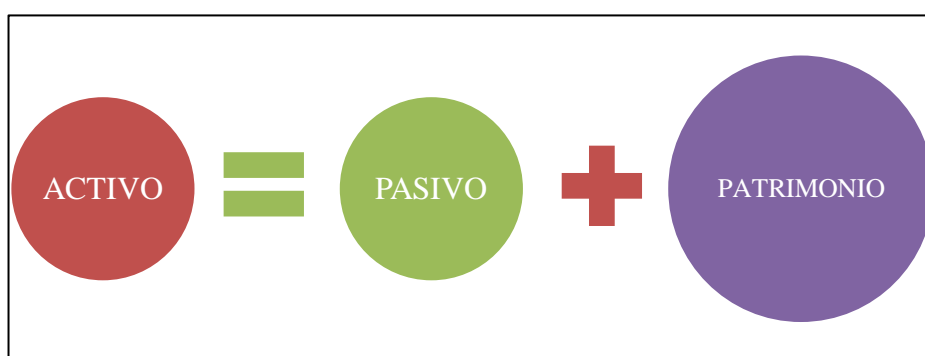 ACTIVO = PASIVO + PATRIMONIO